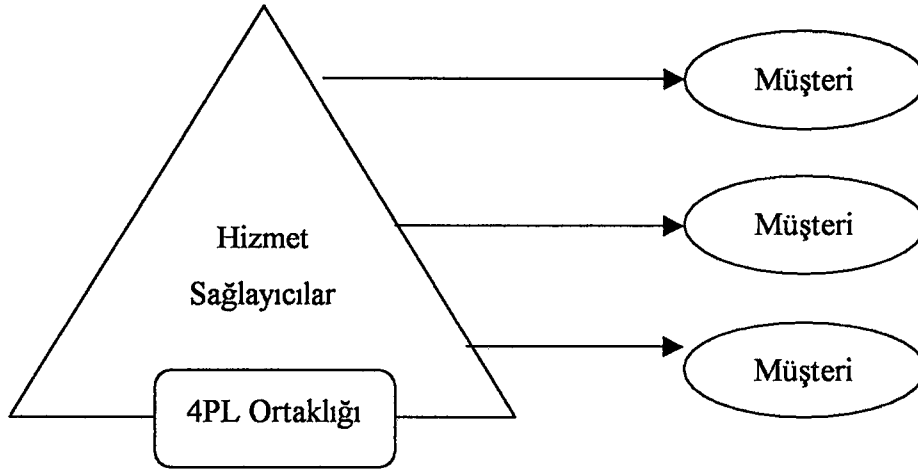 Müşteri
Müşteri
Hizmet
Sağlayıcılar
Müşteri
4PL Ortaklığı